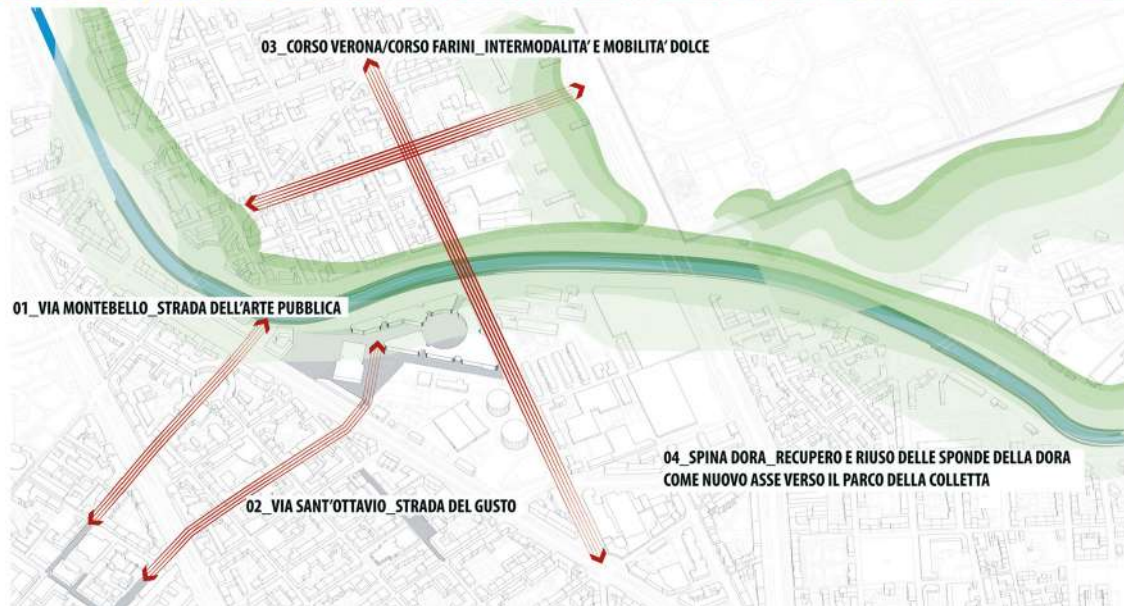 03_CORSO VERONA/CORSO FARINI_INTERMODALITA' E MOBILITA' DOLCE
01_VIA MONTEBELLO_STRADA DELL'ARTE PUBBLICA
02_VIA SANT'OTTAVIO_STRADA DEL GUSTO
04_SPINA DORA_RECUPERO E RIUSO DELLE SPONDE DELLA DORA
COME NUOVO ASSE VERSO IL PARCO DELLA COLLETTA